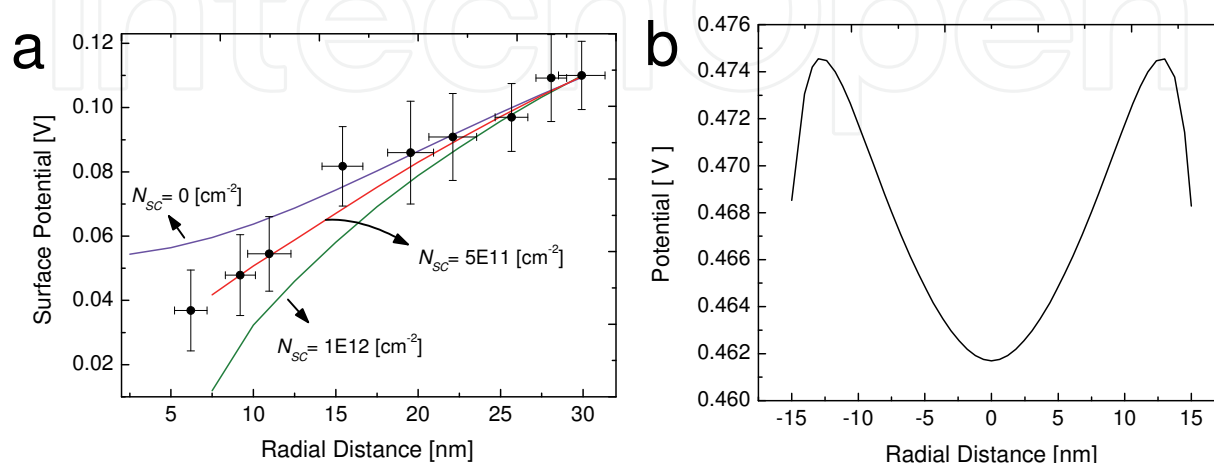 IntechOpen
a
0.12
0.10
0.08
0.06
0.04
0.02
Surface Potential [V]
N_SC = 0 [cm^-2]
N_SC = 5E11 [cm^-2]
N_SC = 1E12 [cm^-2]
5 10 15 20 25 30
Radial Distance [nm]
b
0.476
0.474
0.472
0.470
0.468
0.466
0.464
0.462
0.460
Potential [ V ]
-15 -10 -5 0 5 10 15
Radial Distance [nm]